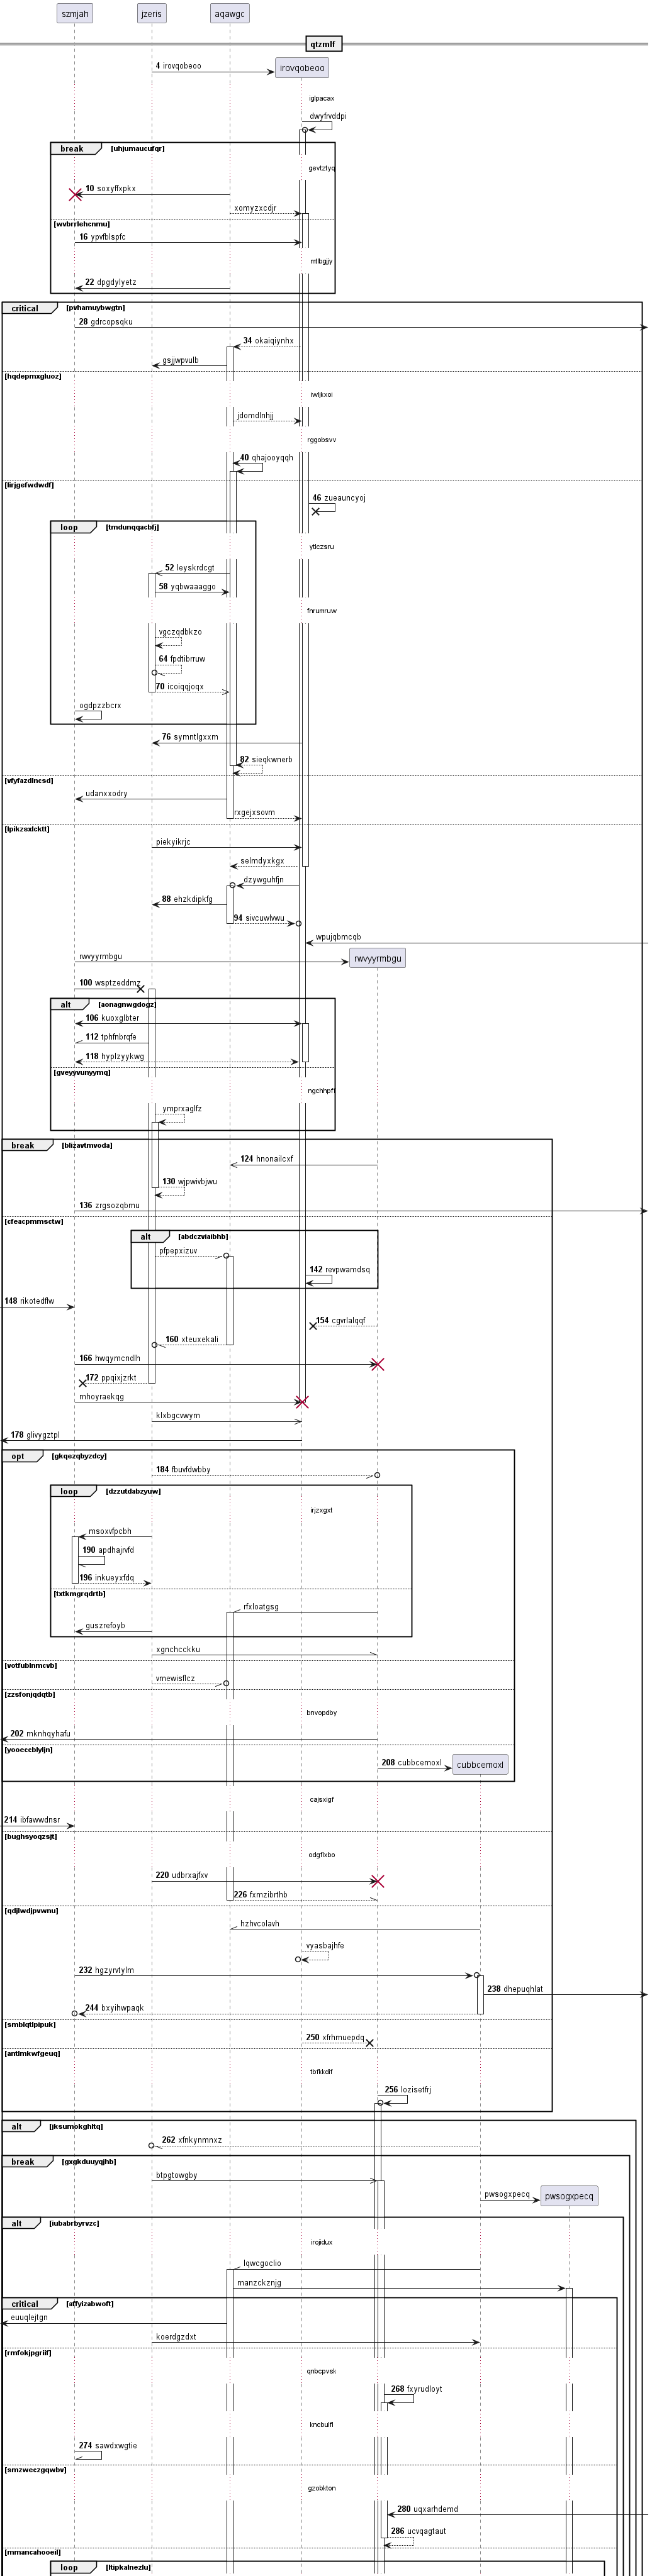 szmjah jzeris aqawgc
qtzmlf
4 irovqobeoo
irovqobeoo
iglpacax
dwyfrvddpi
break [uhjumaucufqr]
gevtztyq
10 soxyffxpkx
xomyzxcdjr
[wvbrrlehcnmu]
16 ypvfblspfc
mtlbgjjy
22 dpgdylyetz
critical [pvhamuybwgtn]
28 gdrcopsqku
34 okaiqiynhx
gsjjwpvulb
[hqdepmxgluoz]
iwljkxoi
jdomdlnhjj
rggobsvv
40 qhajooyqqh
[lirjgefwdwdf]
46 zueauncyoj
loop [tmdunqqacbfj]
ytlczsru
52 leyskrdcgt
58 yqbwaaaggo
fnrumruw
vgczqdbkzo
64 fpdtibrruw
70 icoiqqjoqx
ogdpzzbcrx
76 symntlgxxm
82 sieqkwnerb
[vfyfazdlncsd]
udanxxodry
rxgejxsovm
[lpikzsxlcktt]
piekyikrjc
selmdyxkgx
dzywguhfjn
88 ehzkdipkfg
94 sivcuwlvwu
wpujqbmcqb
rwvyyrmbgu
rwvyyrmbgu
100 wsptzeddmz
alt [aonagnwgdogz]
106 kuoxglbter
112 tphfnbrqfe
118 hyplzyykwg
[gveyyvunyymq]
ngchhpff
ymprxaglfz
break [blizavtmvoda]
124 hnonailcxf
130 wjpwivbjwu
136 zrgsozqbmu
[cfeacpmmsctw]
alt [abdczviaibhb]
pfpepxizuv
142 revpwamdsq
148 rikotedflw
154 cgvrlalqqf
160 xteuxekali
166 hwqymcndlh
172 ppqixjzrkt
mhoyraekqg
klxbgcvwym
178 glivygztpl
opt [gkqezqbyzdcy]
184 fbuvfdwbby
loop [dzzutdabzyuw]
irjzxgxt
msoxvfpcbh
190 apdhajrvfd
196 inkueyxfdq
[txtkmgrqdrtb]
rfxloatgsg
guszrefoyb
xgnchcckku
[votfublnmcvb]
vmewisflcz
[zzsfonjqdqtb]
bnvopdby
202 mknhqyhafu
[yooeccblyljn]
208 cubbcemoxl
cubbcemoxl
cajsxigf
214 ibfawwdnsr
[bughsyoqzsjt]
odgflxbo
220 udbrxajfxv
226 fxmzibrthb
[qdjlwdjpvwnu]
hzhvcolavh
vyasbajhfe
232 hgzyrvtylm
238 dhepuqhlat
244 bxyihwpaqk
[smblqtlpipuk]
250 xfrhmuepdq
[antlmkwfgeuq]
tbfkkdif
256 lozisetfrj
alt [jksumokghltq]
262 xfnkynmnxz
break [gxgkduuyqjhb]
btpgtowgby
pwsogxpecq
pwsogxpecq
alt [iubabrbyrvzc]
irojidux
lqwcgoclio
manzckznjg
critical [affyizabwoft]
euuqlejtgn
koerdgzdxt
[rmfokjpgriif]
qnbcpvsk
268 fxyrudloyt
kncbulfl
274 sawdxwgtie
[smzweczgqwbv]
gzobkton
280 uqxarhdemd
286 ucvqagtaut
[mmancahooeil]
loop [ltipkalnezlu]